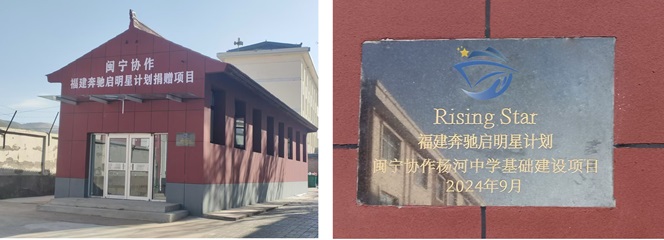 闽宁协作
福建奔驰启明星计划捐赠项目
Rising Star
福建奔驰启明星计划
闽宁协作杨河中学基础建设项目
2024年9月